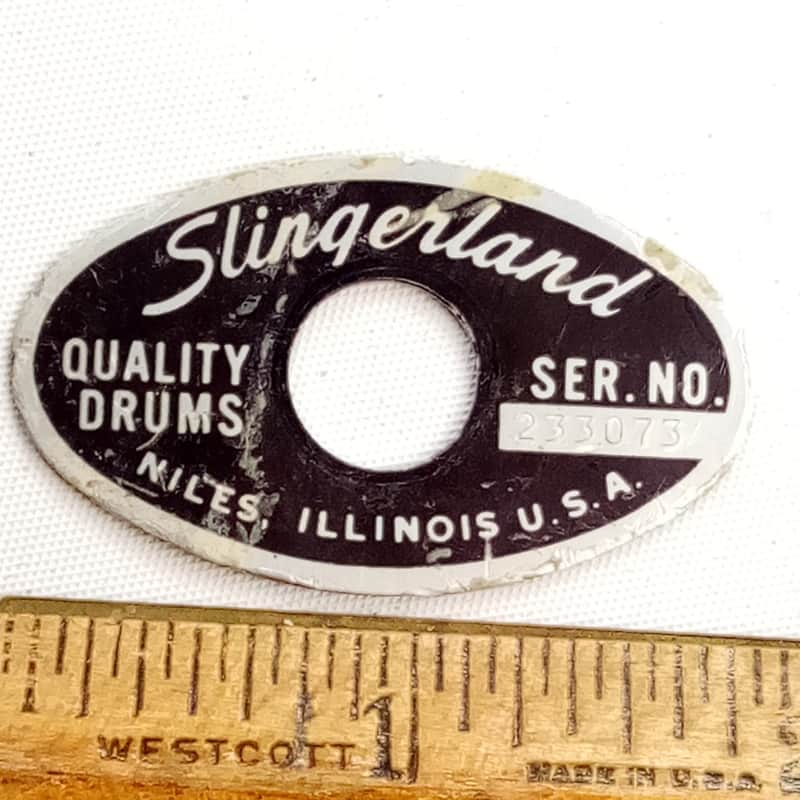 Slingerland
QUALITY
DRUMS
SER. NO.
233073
NILES, ILLINOIS U.S.A.
1
WESTCOTT
MADE IN U.S.A.